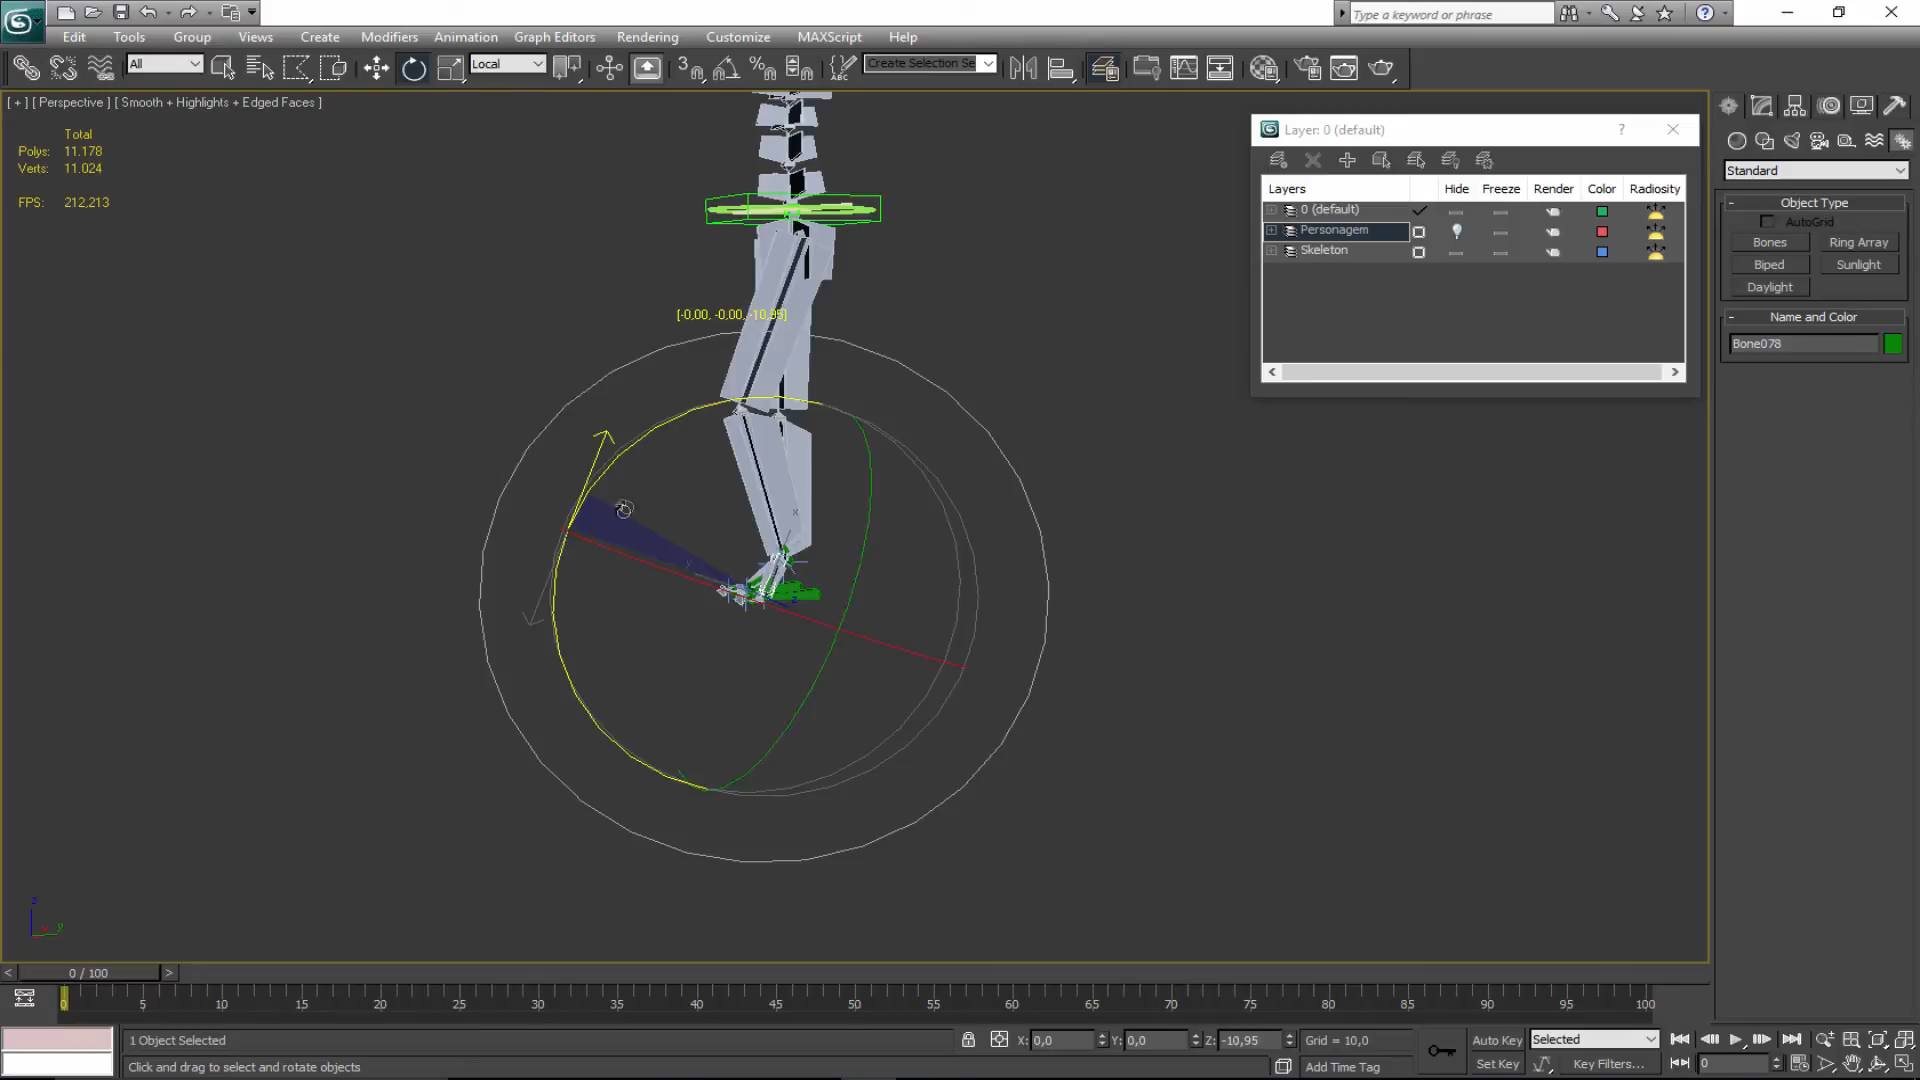 Type a keyword or phrase
Edit Tools Group Views Create Modifiers Animation Graph Editors Rendering Customize MAXScript Help
All Local 3 Create Selection Se
[ + ] [ Perspective ] [ Smooth + Highlights + Edged Faces ]
Total
Polys: 11.178
Verts: 11.024
FPS: 212,213
[-0,00, -0,00, -10,95]
Layer: 0 (default)
Layers Hide Freeze Render Color Radiosity
0 (default)
Personagem
Skeleton
Standard
Object Type
AutoGrid
Bones Ring Array
Biped Sunlight
Daylight
Name and Color
Bone078
x
y
z
z
x y
< 0 / 100 >
0 5 10 15 20 25 30 35 40 45 50 55 60 65 70 75 80 85 90 95 100
1 Object Selected X: 0,0 Y: 0,0 Z: -10,95 Grid = 10,0 Auto Key Selected
Click and drag to select and rotate objects Add Time Tag Set Key Key Filters... 0